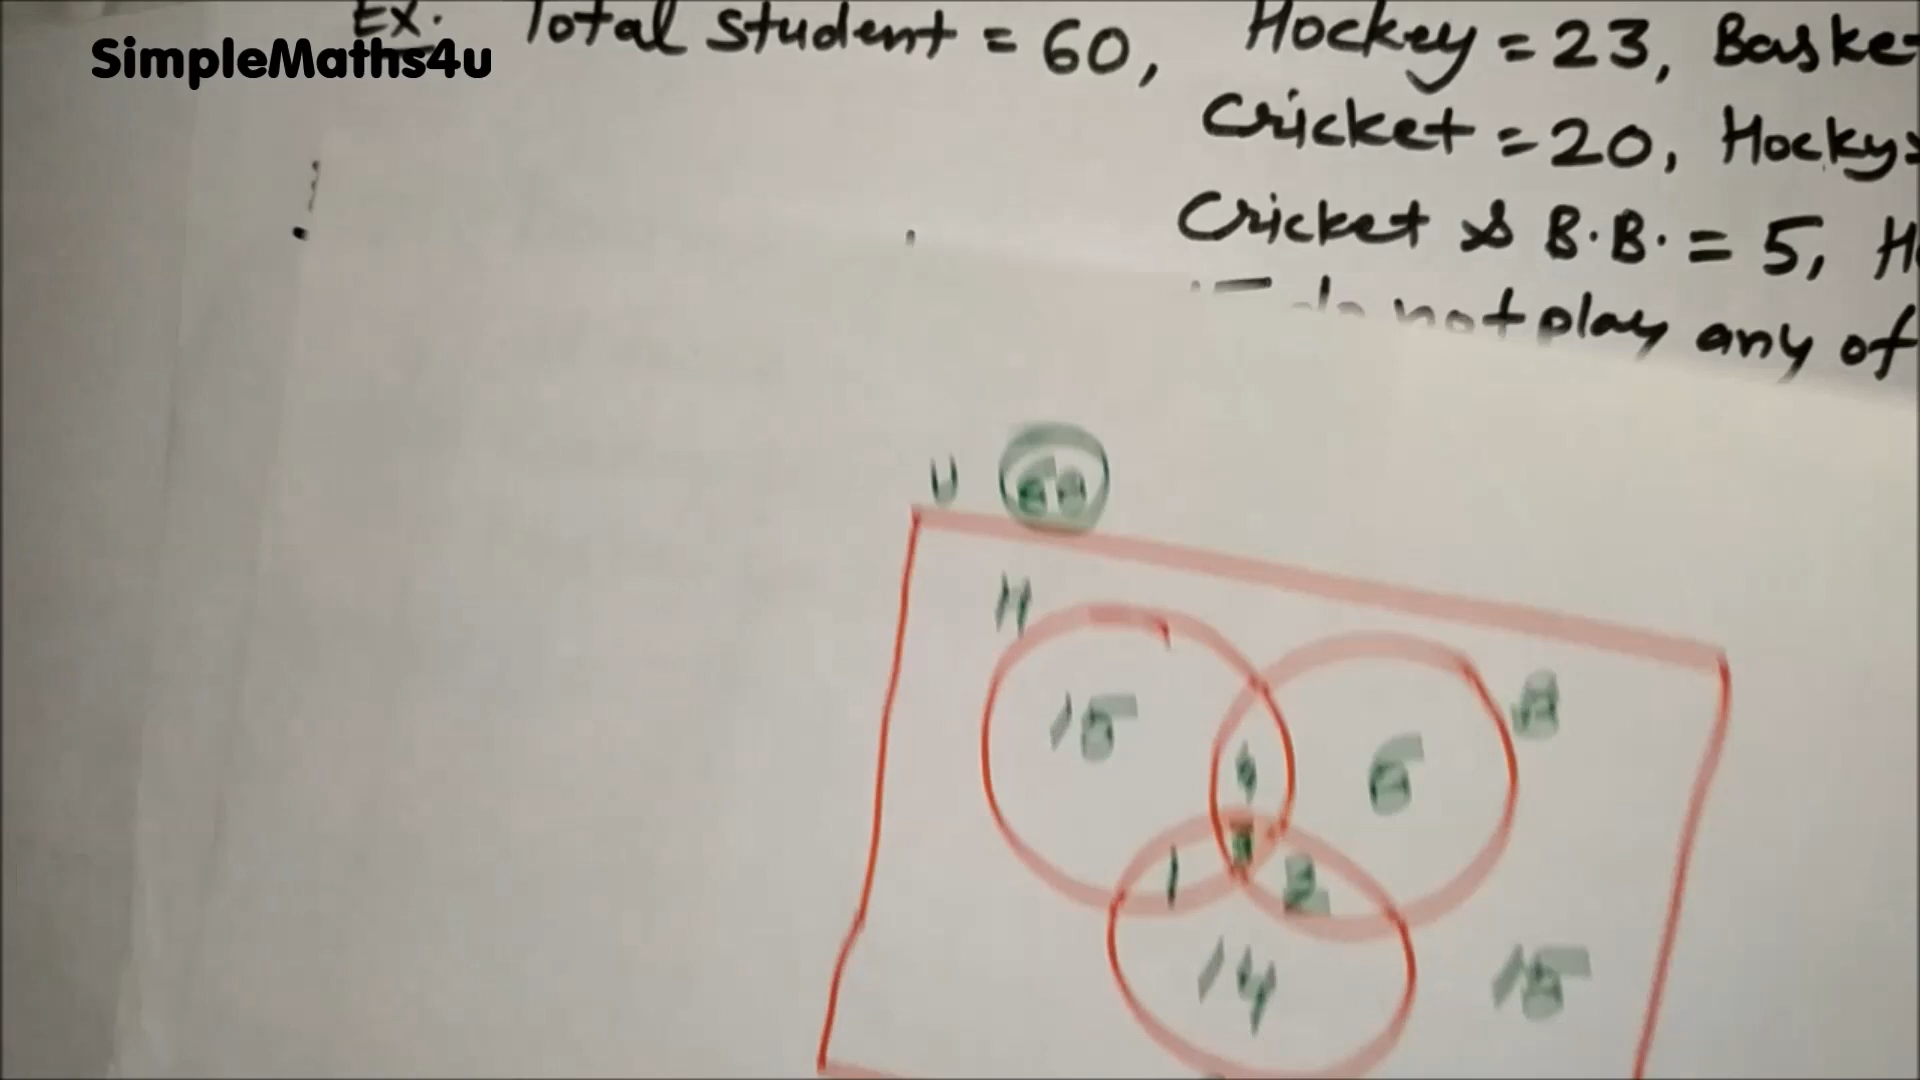 Ex. Total Student = 60, Hockey = 23, Baske
SimpleMaths4u
Cricket = 20, Hocky
Cricket & B.B. = 5, H
do not play any of
U 60
H
15
B
1
14
15